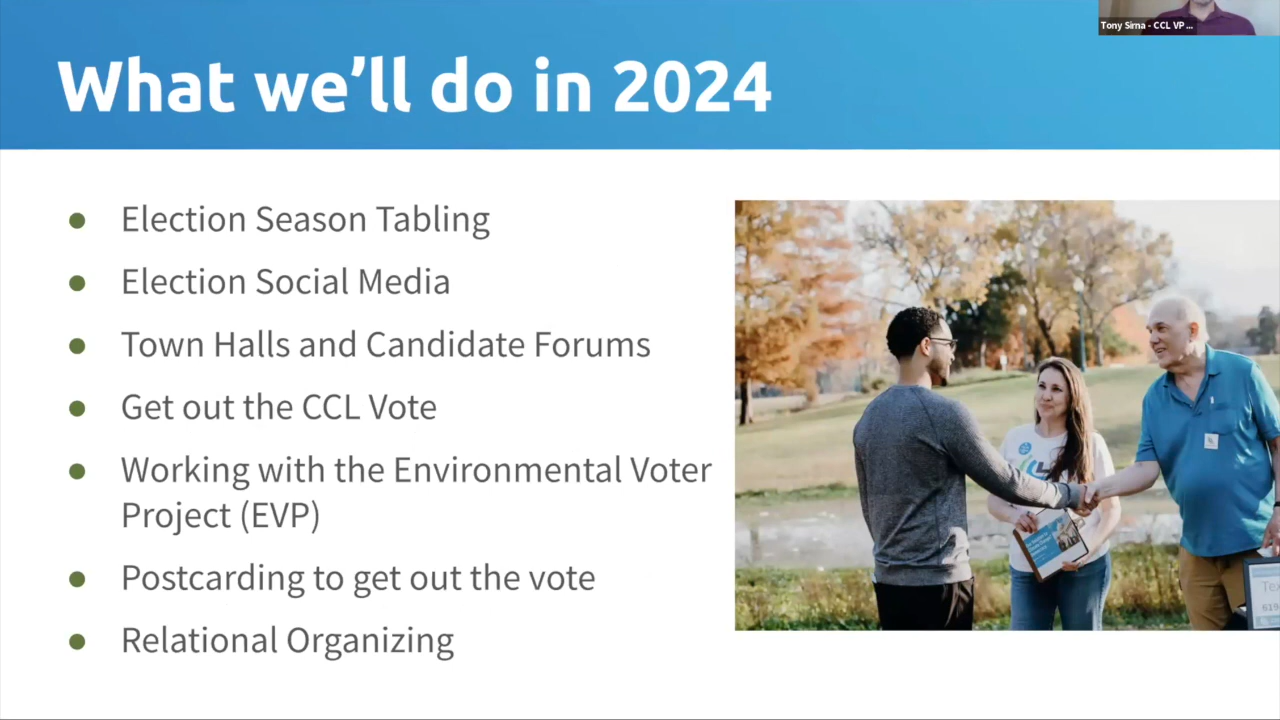 Tony Sirna - CCL VP ...
What we'll do in 2024
● Election Season Tabling
● Election Social Media
● Town Halls and Candidate Forums
● Get out the CCL Vote
● Working with the Environmental Voter
Project (EVP)
● Postcarding to get out the vote
● Relational Organizing